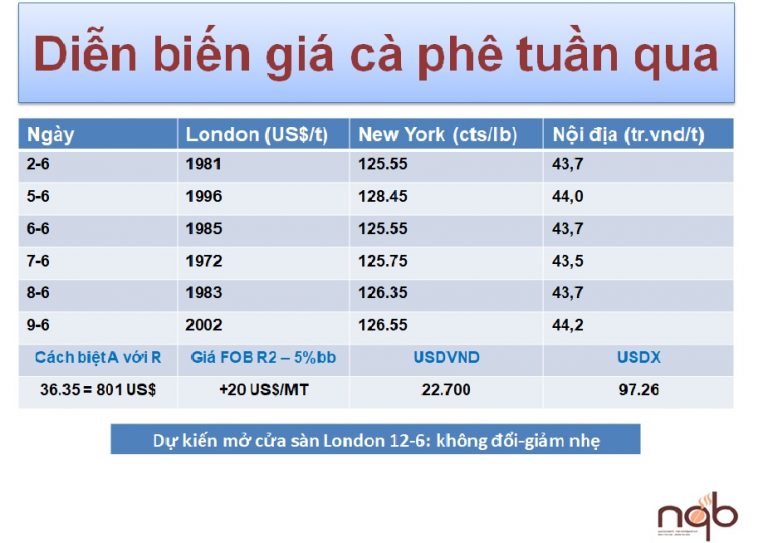 Diễn biến giá cà phê tuần qua
Ngày London (US$/t) New York (cts/lb) Nội địa (tr.vnd/t)
2-6 1981 125.55 43,7
5-6 1996 128.45 44,0
6-6 1985 125.55 43,7
7-6 1972 125.75 43,5
8-6 1983 126.35 43,7
9-6 2002 126.55 44,2
Cách biệt A với R Giá FOB R2 – 5%bb USDVND USDX
36.35 = 801 US$ +20 US$/MT 22.700 97.26
Dự kiến mở cửa sàn London 12-6: không đổi-giảm nhẹ
nqb